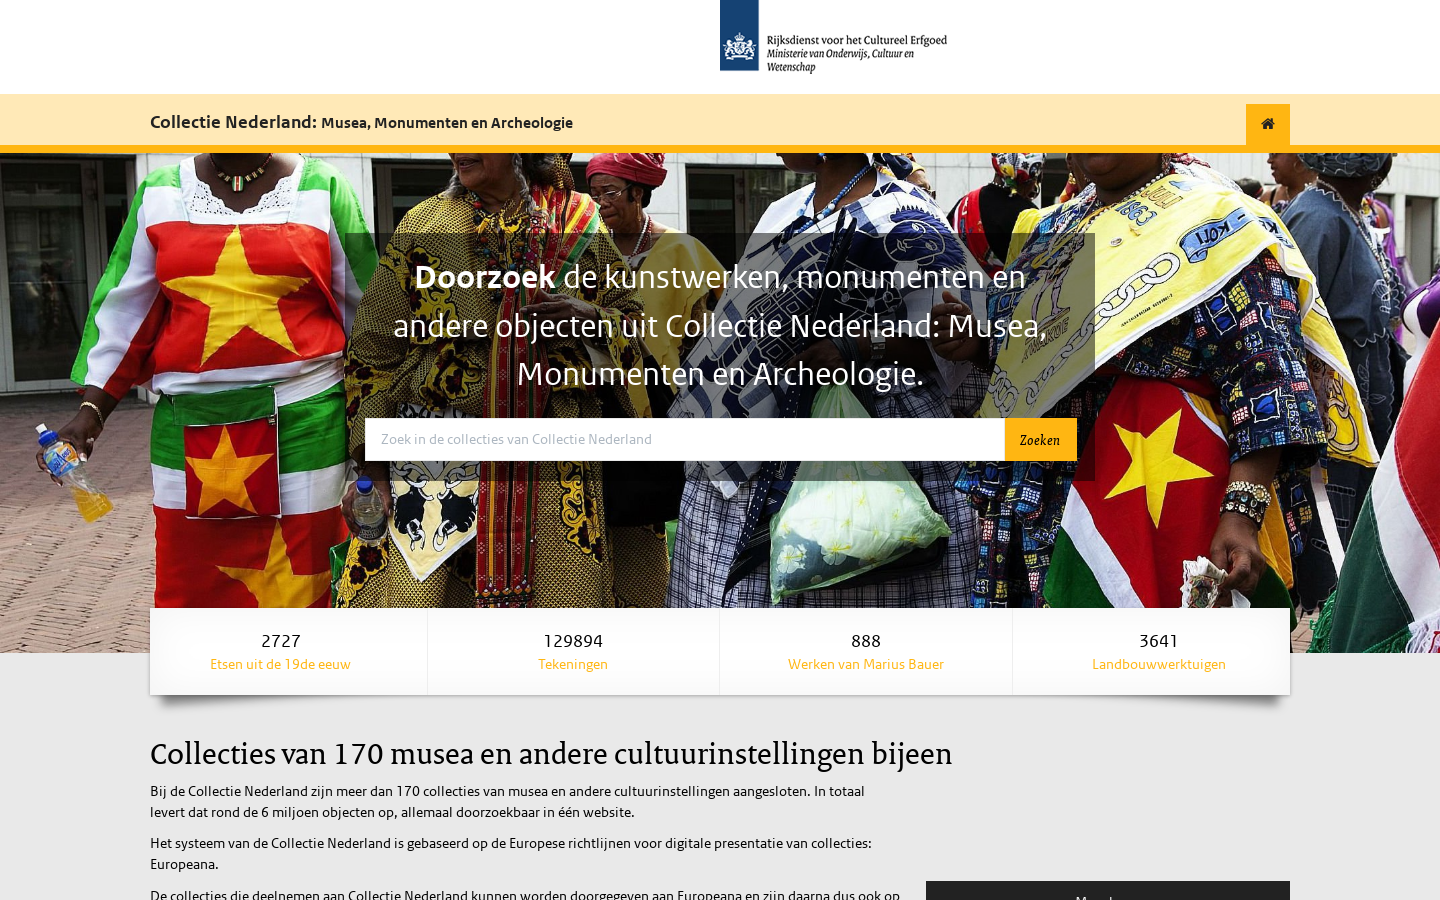 Rijksdienst voor het Cultureel Erfgoed
Ministerie van Onderwijs, Cultuur en
Wetenschap
Collectie Nederland: Musea, Monumenten en Archeologie
Doorzoek de kunstwerken, monumenten en
andere objecten uit Collectie Nederland: Musea,
Monumenten en Archeologie.
Zoek in de collecties van Collectie Nederland
Zoeken
1863
KOTI
2727
Etsen uit de 19de eeuw
129894
Tekeningen
888
Werken van Marius Bauer
3641
Landbouwwerktuigen
Collecties van 170 musea en andere cultuurinstellingen bijeen
Bij de Collectie Nederland zijn meer dan 170 collecties van musea en andere cultuurinstellingen aangesloten. In totaal
levert dat rond de 6 miljoen objecten op, allemaal doorzoekbaar in één website.
Het systeem van de Collectie Nederland is gebaseerd op de Europese richtlijnen voor digitale presentatie van collecties:
Europeana.
De collecties die deelnemen aan Collectie Nederland kunnen worden doorgegeven aan Europeana en zijn daarna dus ook op